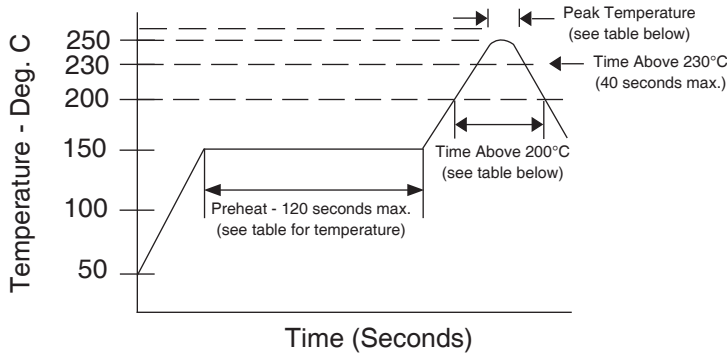 Peak Temperature
(see table below)
250
230
Time Above 230°C
(40 seconds max.)
200
150
Time Above 200°C
(see table below)
Preheat - 120 seconds max.
(see table for temperature)
100
50
Temperature - Deg. C
Time (Seconds)